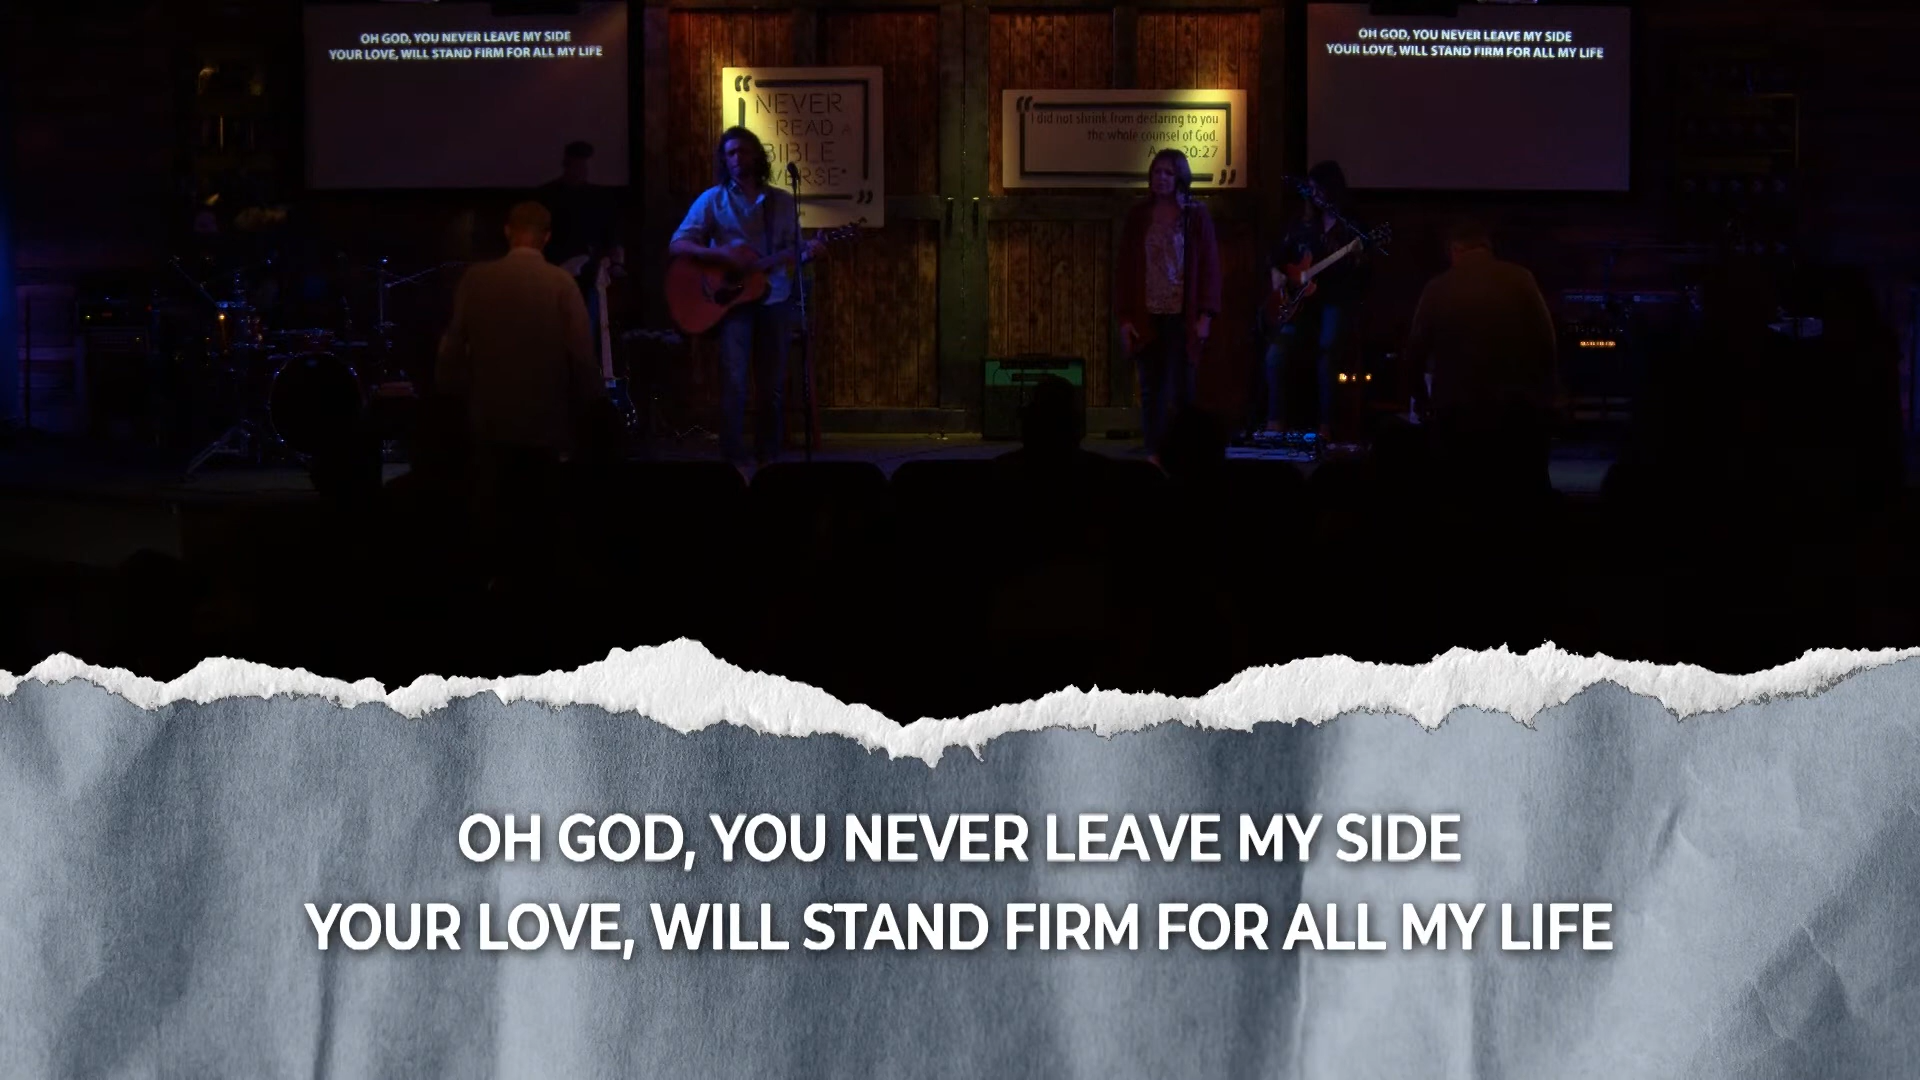 OH GOD, YOU NEVER LEAVE MY SIDE
YOUR LOVE, WILL STAND FIRM FOR ALL MY LIFE
OH GOD, YOU NEVER LEAVE MY SIDE
YOUR LOVE, WILL STAND FIRM FOR ALL MY LIFE
“NEVER
READ A
BIBLE
VERSE”
“I did not shrink from declaring to you
the whole counsel of God.
20:27”
OH GOD, YOU NEVER LEAVE MY SIDE
YOUR LOVE, WILL STAND FIRM FOR ALL MY LIFE